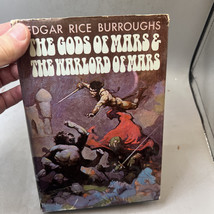 EDGAR RICE BURROUGHS
THE GODS OF MARS &
THE WARLORD OF MARS